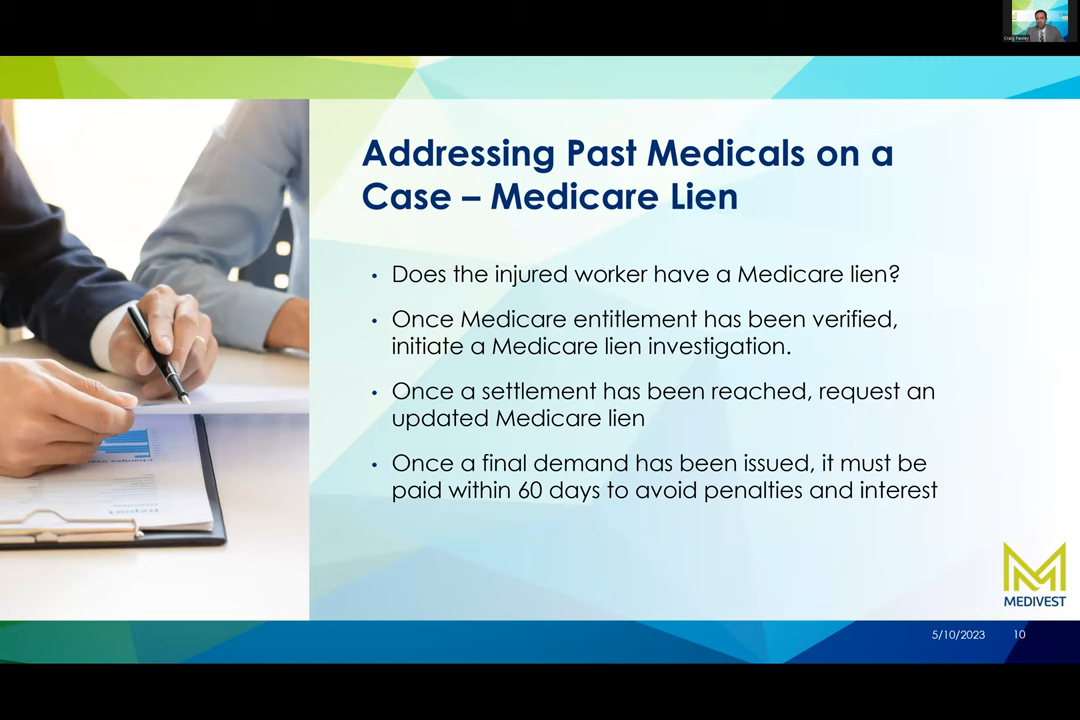 Craig Pawley
Addressing Past Medicals on a
Case – Medicare Lien
• Does the injured worker have a Medicare lien?
• Once Medicare entitlement has been verified,
initiate a Medicare lien investigation.
• Once a settlement has been reached, request an
updated Medicare lien
• Once a final demand has been issued, it must be
paid within 60 days to avoid penalties and interest
Report
MEDIVEST
5/10/2023 10